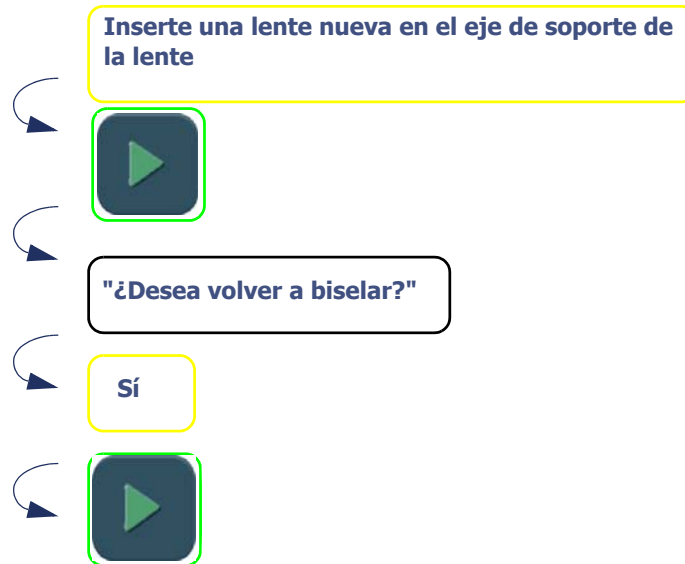 Inserte una lente nueva en el eje de soporte de
la lente
"¿Desea volver a biselar?"
Sí